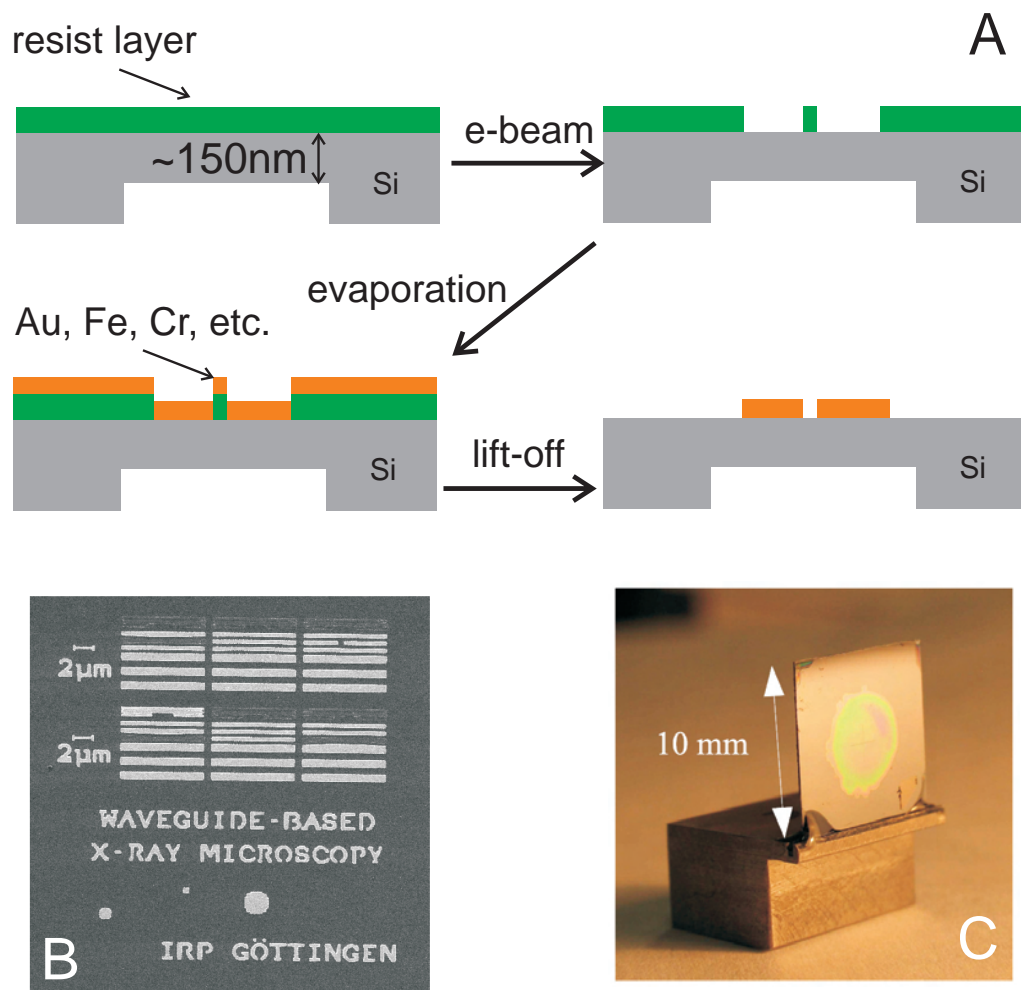 A
resist layer
~150nm
Si
e-beam
Si
evaporation
Au, Fe, Cr, etc.
Si
lift-off
Si
2µm
2µm
WAVEGUIDE-BASED
X-RAY MICROSCOPY
IRP GÖTTINGEN
B
10 mm
C